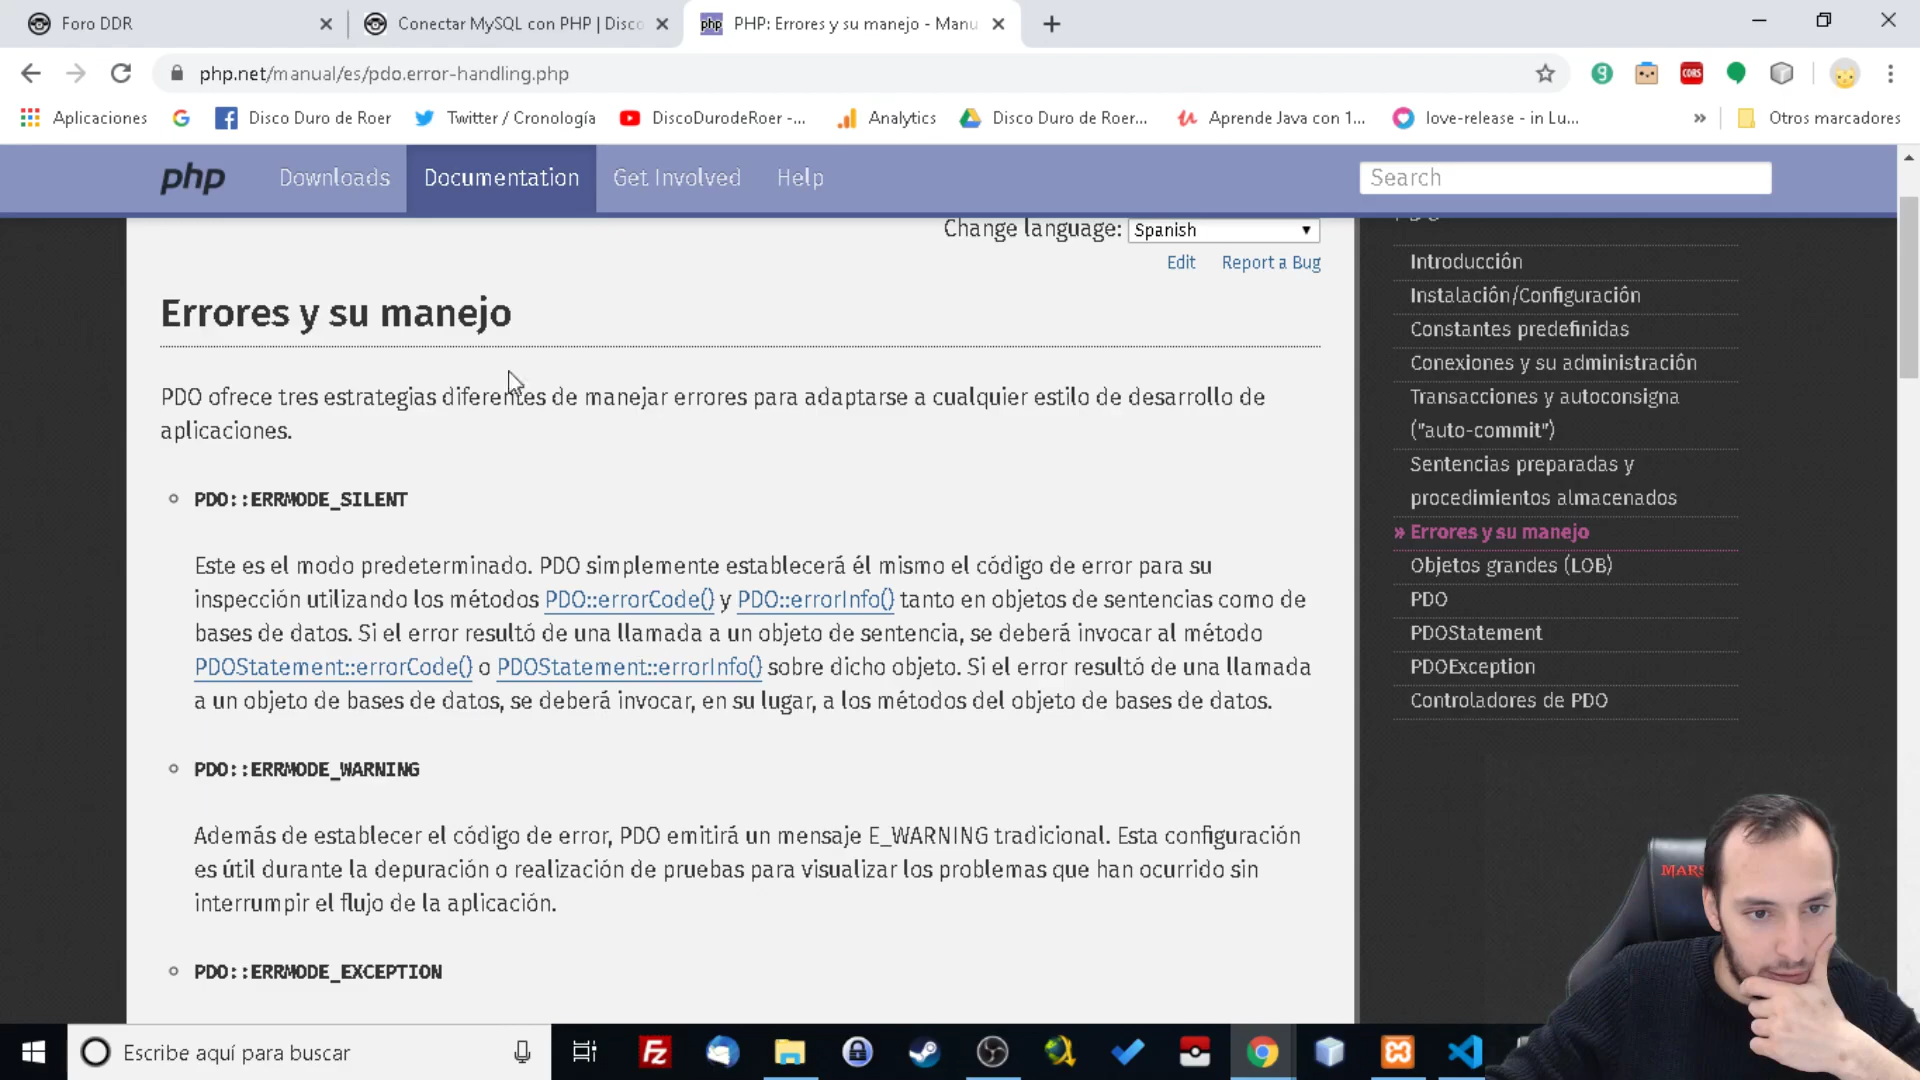 Foro DDR
Conectar MySQL con PHP | Disco
php PHP: Errores y su manejo - Manu
php.net/manual/es/pdo.error-handling.php
CORS
Aplicaciones
Disco Duro de Roer
Twitter / Cronología
DiscoDurodeRoer -...
Analytics
Disco Duro de Roer...
Aprende Java con 1...
love-release - in Lu...
»
Otros marcadores
php
Downloads
Documentation
Get Involved
Help
Search
Change language: Spanish
Edit
Report a Bug
Errores y su manejo
PDO ofrece tres estrategias diferentes de manejar errores para adaptarse a cualquier estilo de desarrollo de
aplicaciones.
PDO::ERRMODE_SILENT
Este es el modo predeterminado. PDO simplemente establecerá él mismo el código de error para su
inspección utilizando los métodos PDO::errorCode() y PDO::errorInfo() tanto en objetos de sentencias como de
bases de datos. Si el error resultó de una llamada a un objeto de sentencia, se deberá invocar al método
PDOStatement::errorCode() o PDOStatement::errorInfo() sobre dicho objeto. Si el error resultó de una llamada
a un objeto de bases de datos, se deberá invocar, en su lugar, a los métodos del objeto de bases de datos.
PDO::ERRMODE_WARNING
Además de establecer el código de error, PDO emitirá un mensaje E_WARNING tradicional. Esta configuración
es útil durante la depuración o realización de pruebas para visualizar los problemas que han ocurrido sin
interrumpir el flujo de la aplicación.
PDO::ERRMODE_EXCEPTION
Introducción
Instalación/Configuración
Constantes predefinidas
Conexiones y su administración
Transacciones y autoconsigna
("auto-commit")
Sentencias preparadas y
procedimientos almacenados
» Errores y su manejo
Objetos grandes (LOB)
PDO
PDOStatement
PDOException
Controladores de PDO
MARS
Escribe aquí para buscar
Fz